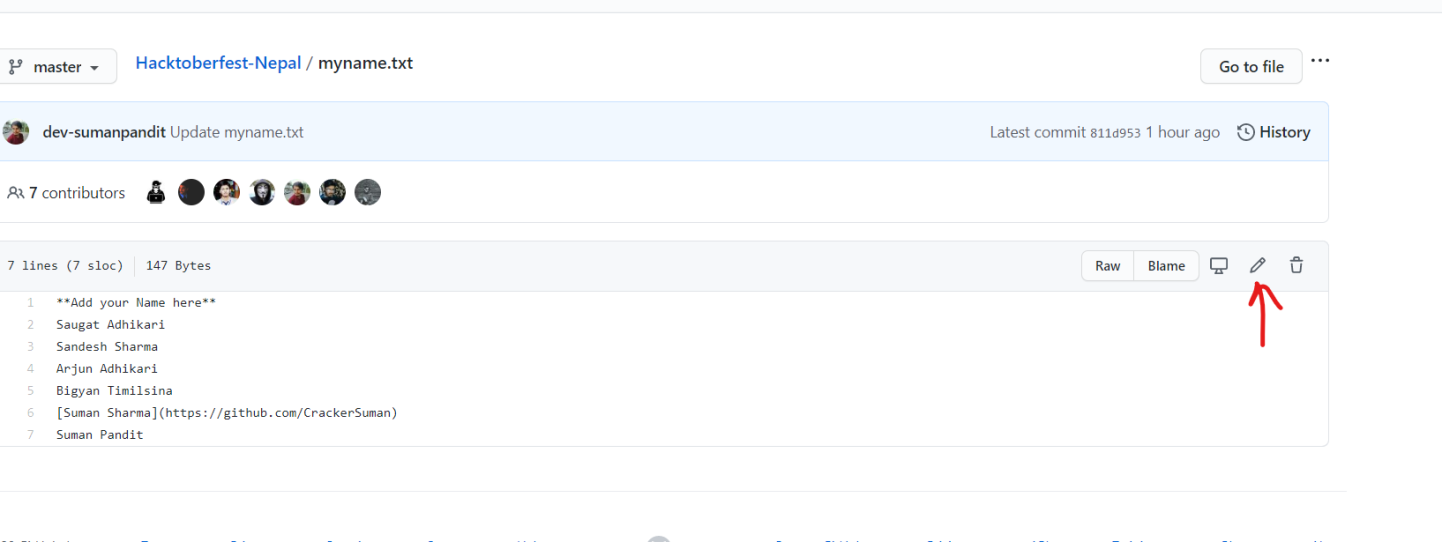 master
Hacktoberfest-Nepal / myname.txt
Go to file
dev-sumanpandit Update myname.txt
Latest commit 811d953 1 hour ago
History
7 contributors
7 lines (7 sloc)
147 Bytes
Raw
Blame
1 **Add your Name here**
2 Saugat Adhikari
3 Sandesh Sharma
4 Arjun Adhikari
5 Bigyan Timilsina
6 [Suman Sharma](https://github.com/CrackerSuman)
7 Suman Pandit